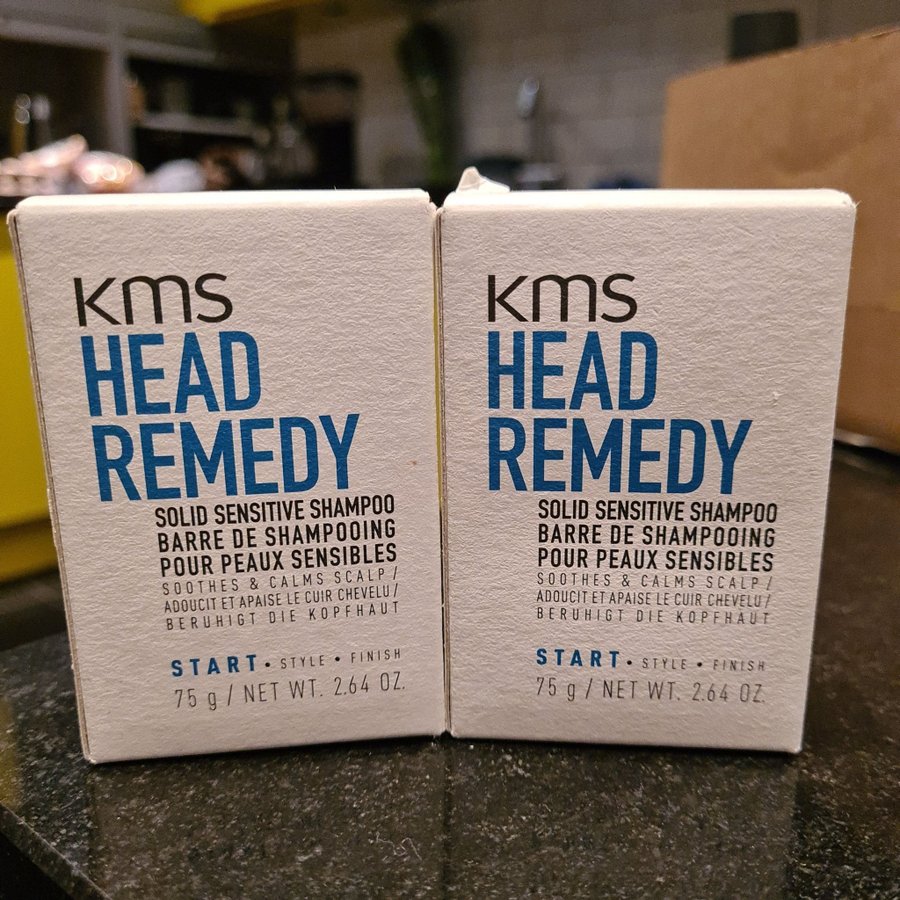 kms
HEAD
REMEDY
SOLID SENSITIVE SHAMPOO
BARRE DE SHAMPOOING
POUR PEAUX SENSIBLES
SOOTHES & CALMS SCALP /
ADOUCIT ET APAISE LE CUIR CHEVELU /
BERUHIGT DIE KOPFHAUT
START • STYLE • FINISH
75 g / NET WT. 2.64 OZ.
kms
HEAD
REMEDY
SOLID SENSITIVE SHAMPOO
BARRE DE SHAMPOOING
POUR PEAUX SENSIBLES
SOOTHES & CALMS SCALP /
ADOUCIT ET APAISE LE CUIR CHEVELU /
BERUHIGT DIE KOPFHAUT
START • STYLE • FINISH
75 g / NET WT. 2.64 OZ.